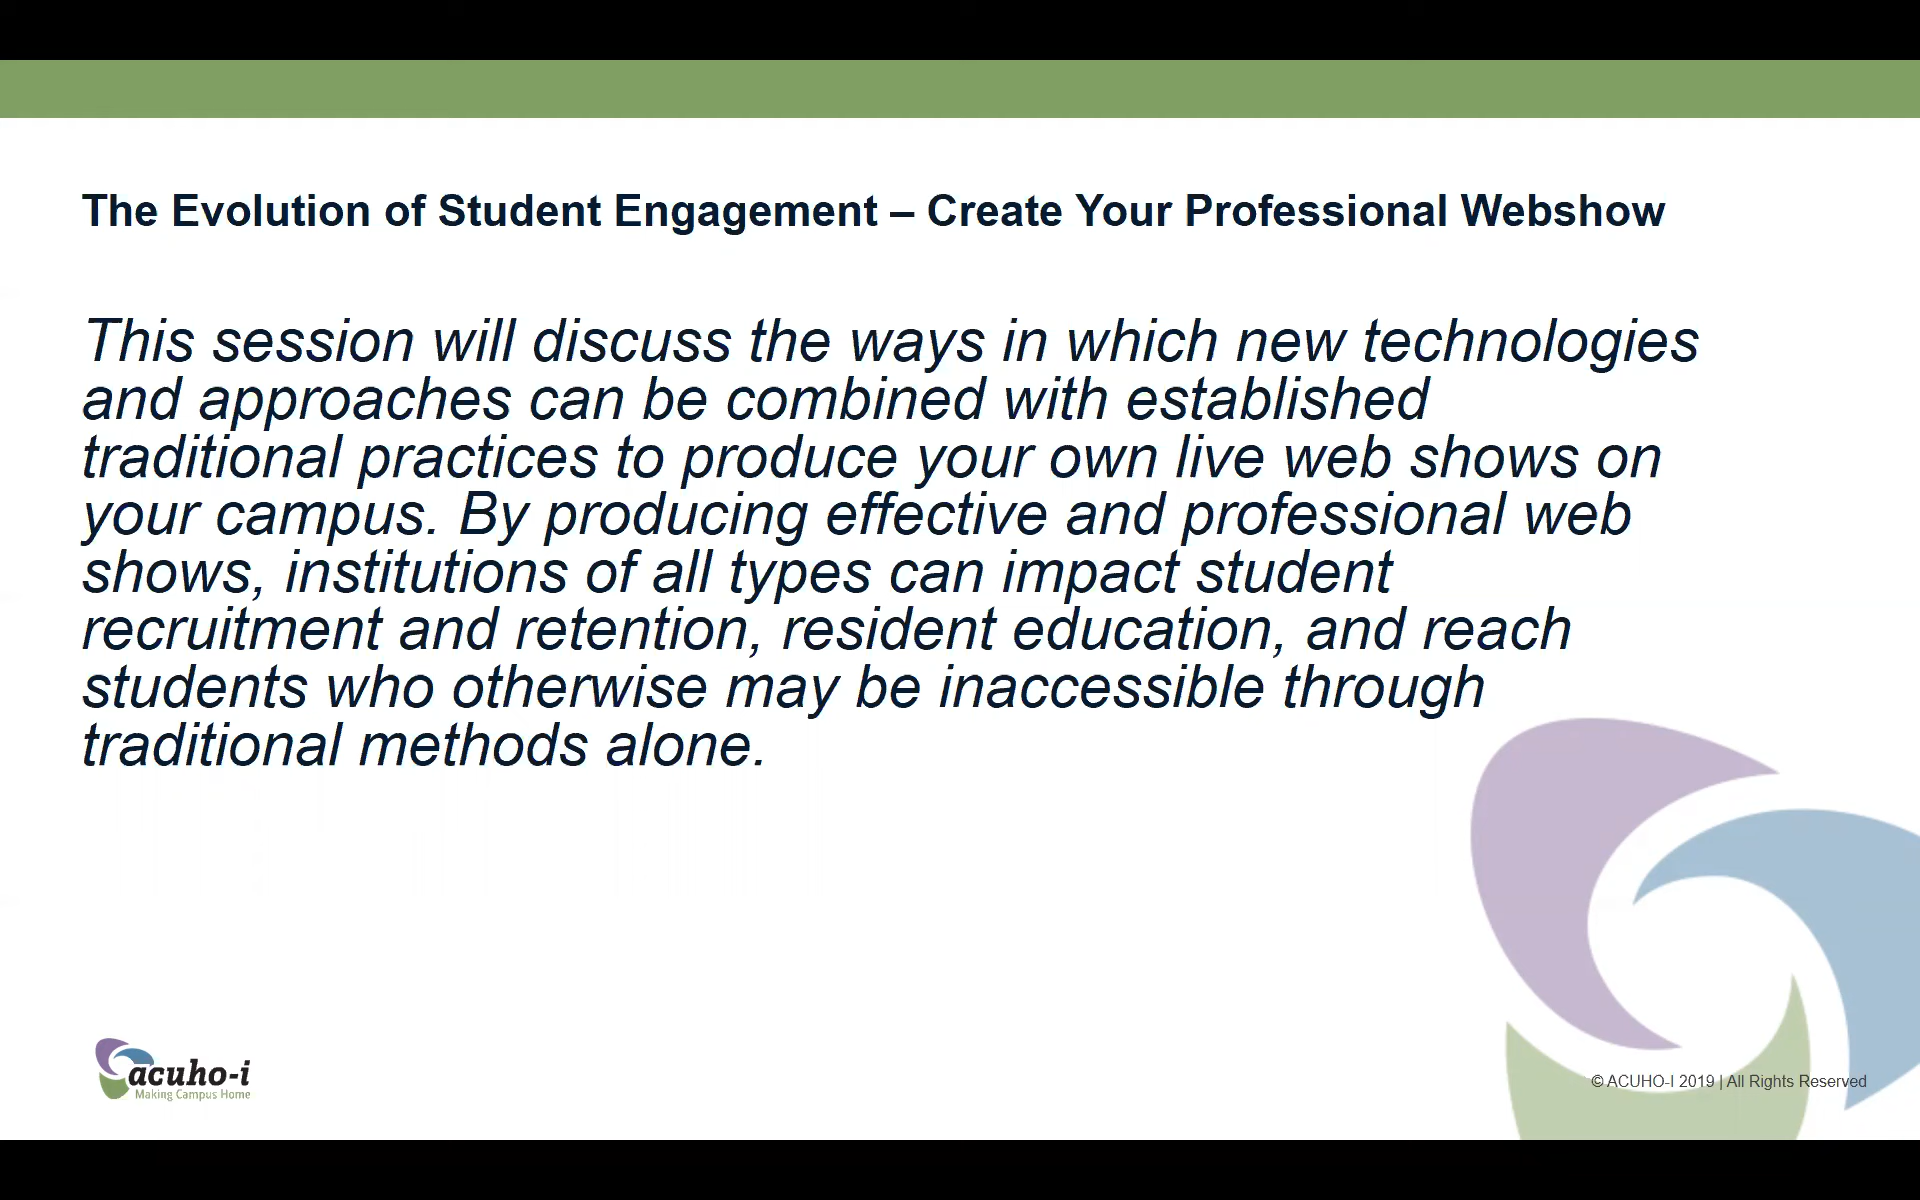 The Evolution of Student Engagement – Create Your Professional Webshow
This session will discuss the ways in which new technologies
and approaches can be combined with established
traditional practices to produce your own live web shows on
your campus. By producing effective and professional web
shows, institutions of all types can impact student
recruitment and retention, resident education, and reach
students who otherwise may be inaccessible through
traditional methods alone.
acuho-i
Making Campus Home
© ACUHO-I 2019 | All Rights Reserved